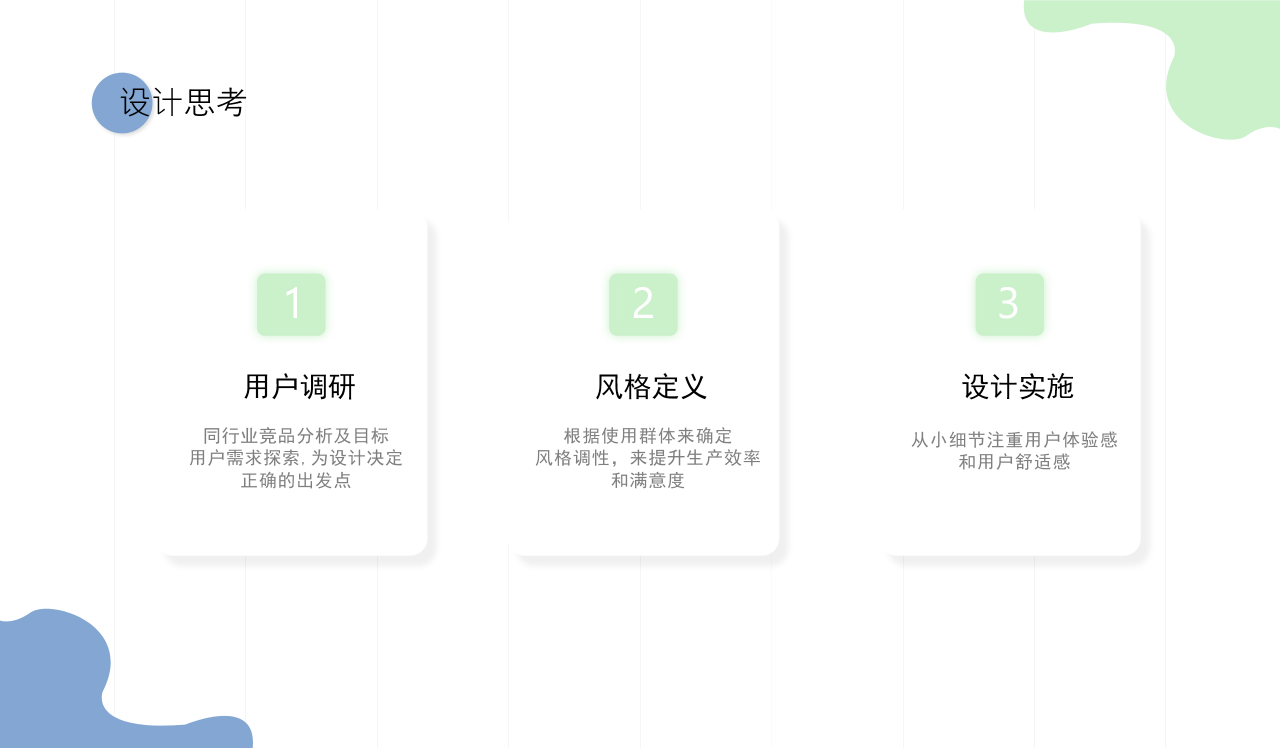 设计思考
1
用户调研
同行业竞品分析及目标
用户需求探索, 为设计决定
正确的出发点
2
风格定义
根据使用群体来确定
风格调性，来提升生产效率
和满意度
3
设计实施
从小细节注重用户体验感
和用户舒适感